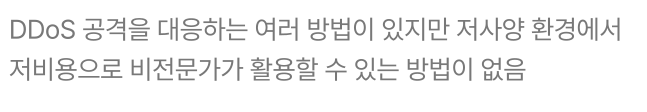 DDoS 공격을 대응하는 여러 방법이 있지만 저사양 환경에서
저비용으로 비전문가가 활용할 수 있는 방법이 없음